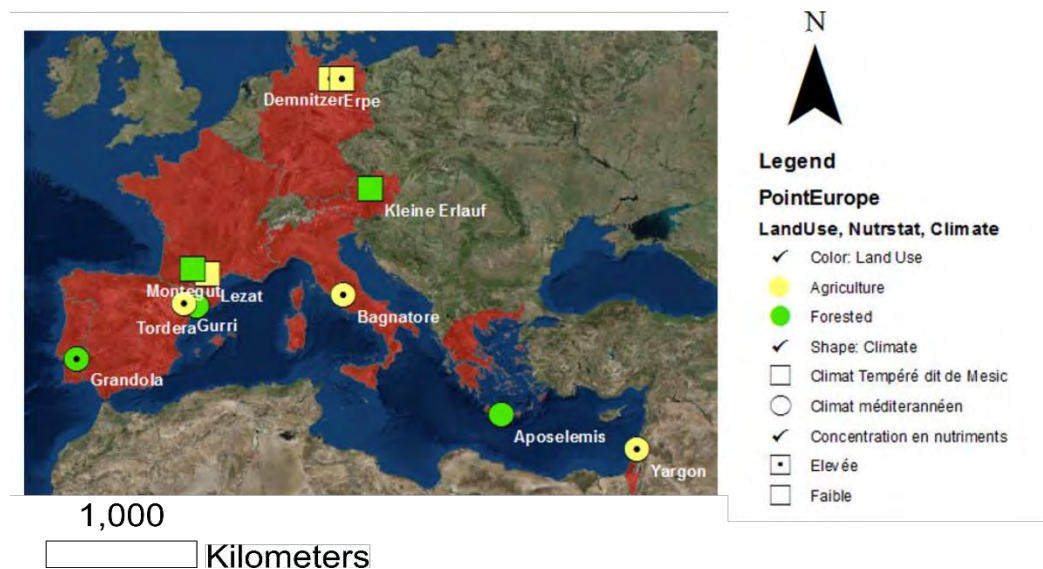 N
DemnitzerErpe
Kleine Erlauf
Montegut
Lezat
Bagnatore
Tordera
Gurri
Grandola
Aposelemis
Yargon
Legend
PointEurope
LandUse, Nutrstat, Climate
Color: Land Use
Agriculture
Forested
Shape: Climate
Climat Tempéré dit de Mesic
Climat méditerannéen
Concentration en nutriments
Elevée
Faible
1,000
Kilometers